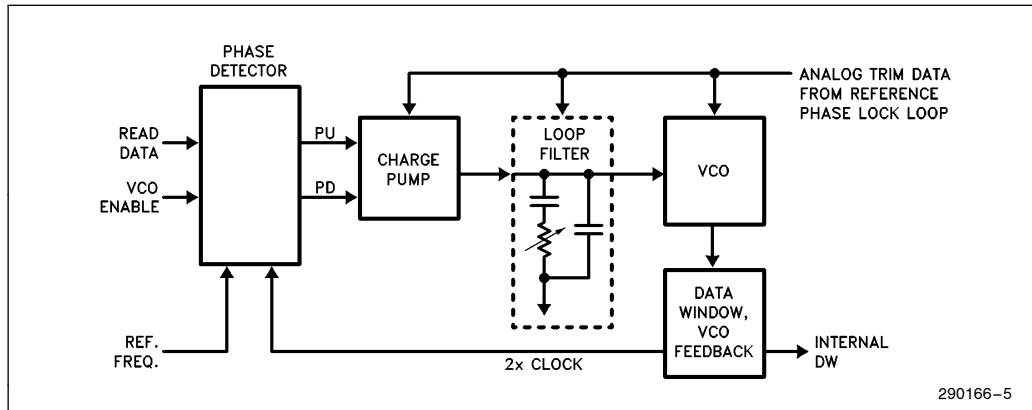 PHASE
DETECTOR
READ
DATA
VCO
ENABLE
PU
PD
CHARGE
PUMP
LOOP
FILTER
VCO
ANALOG TRIM DATA
FROM REFERENCE
PHASE LOCK LOOP
DATA
WINDOW,
VCO
FEEDBACK
INTERNAL
DW
REF.
FREQ.
2x CLOCK
290166-5